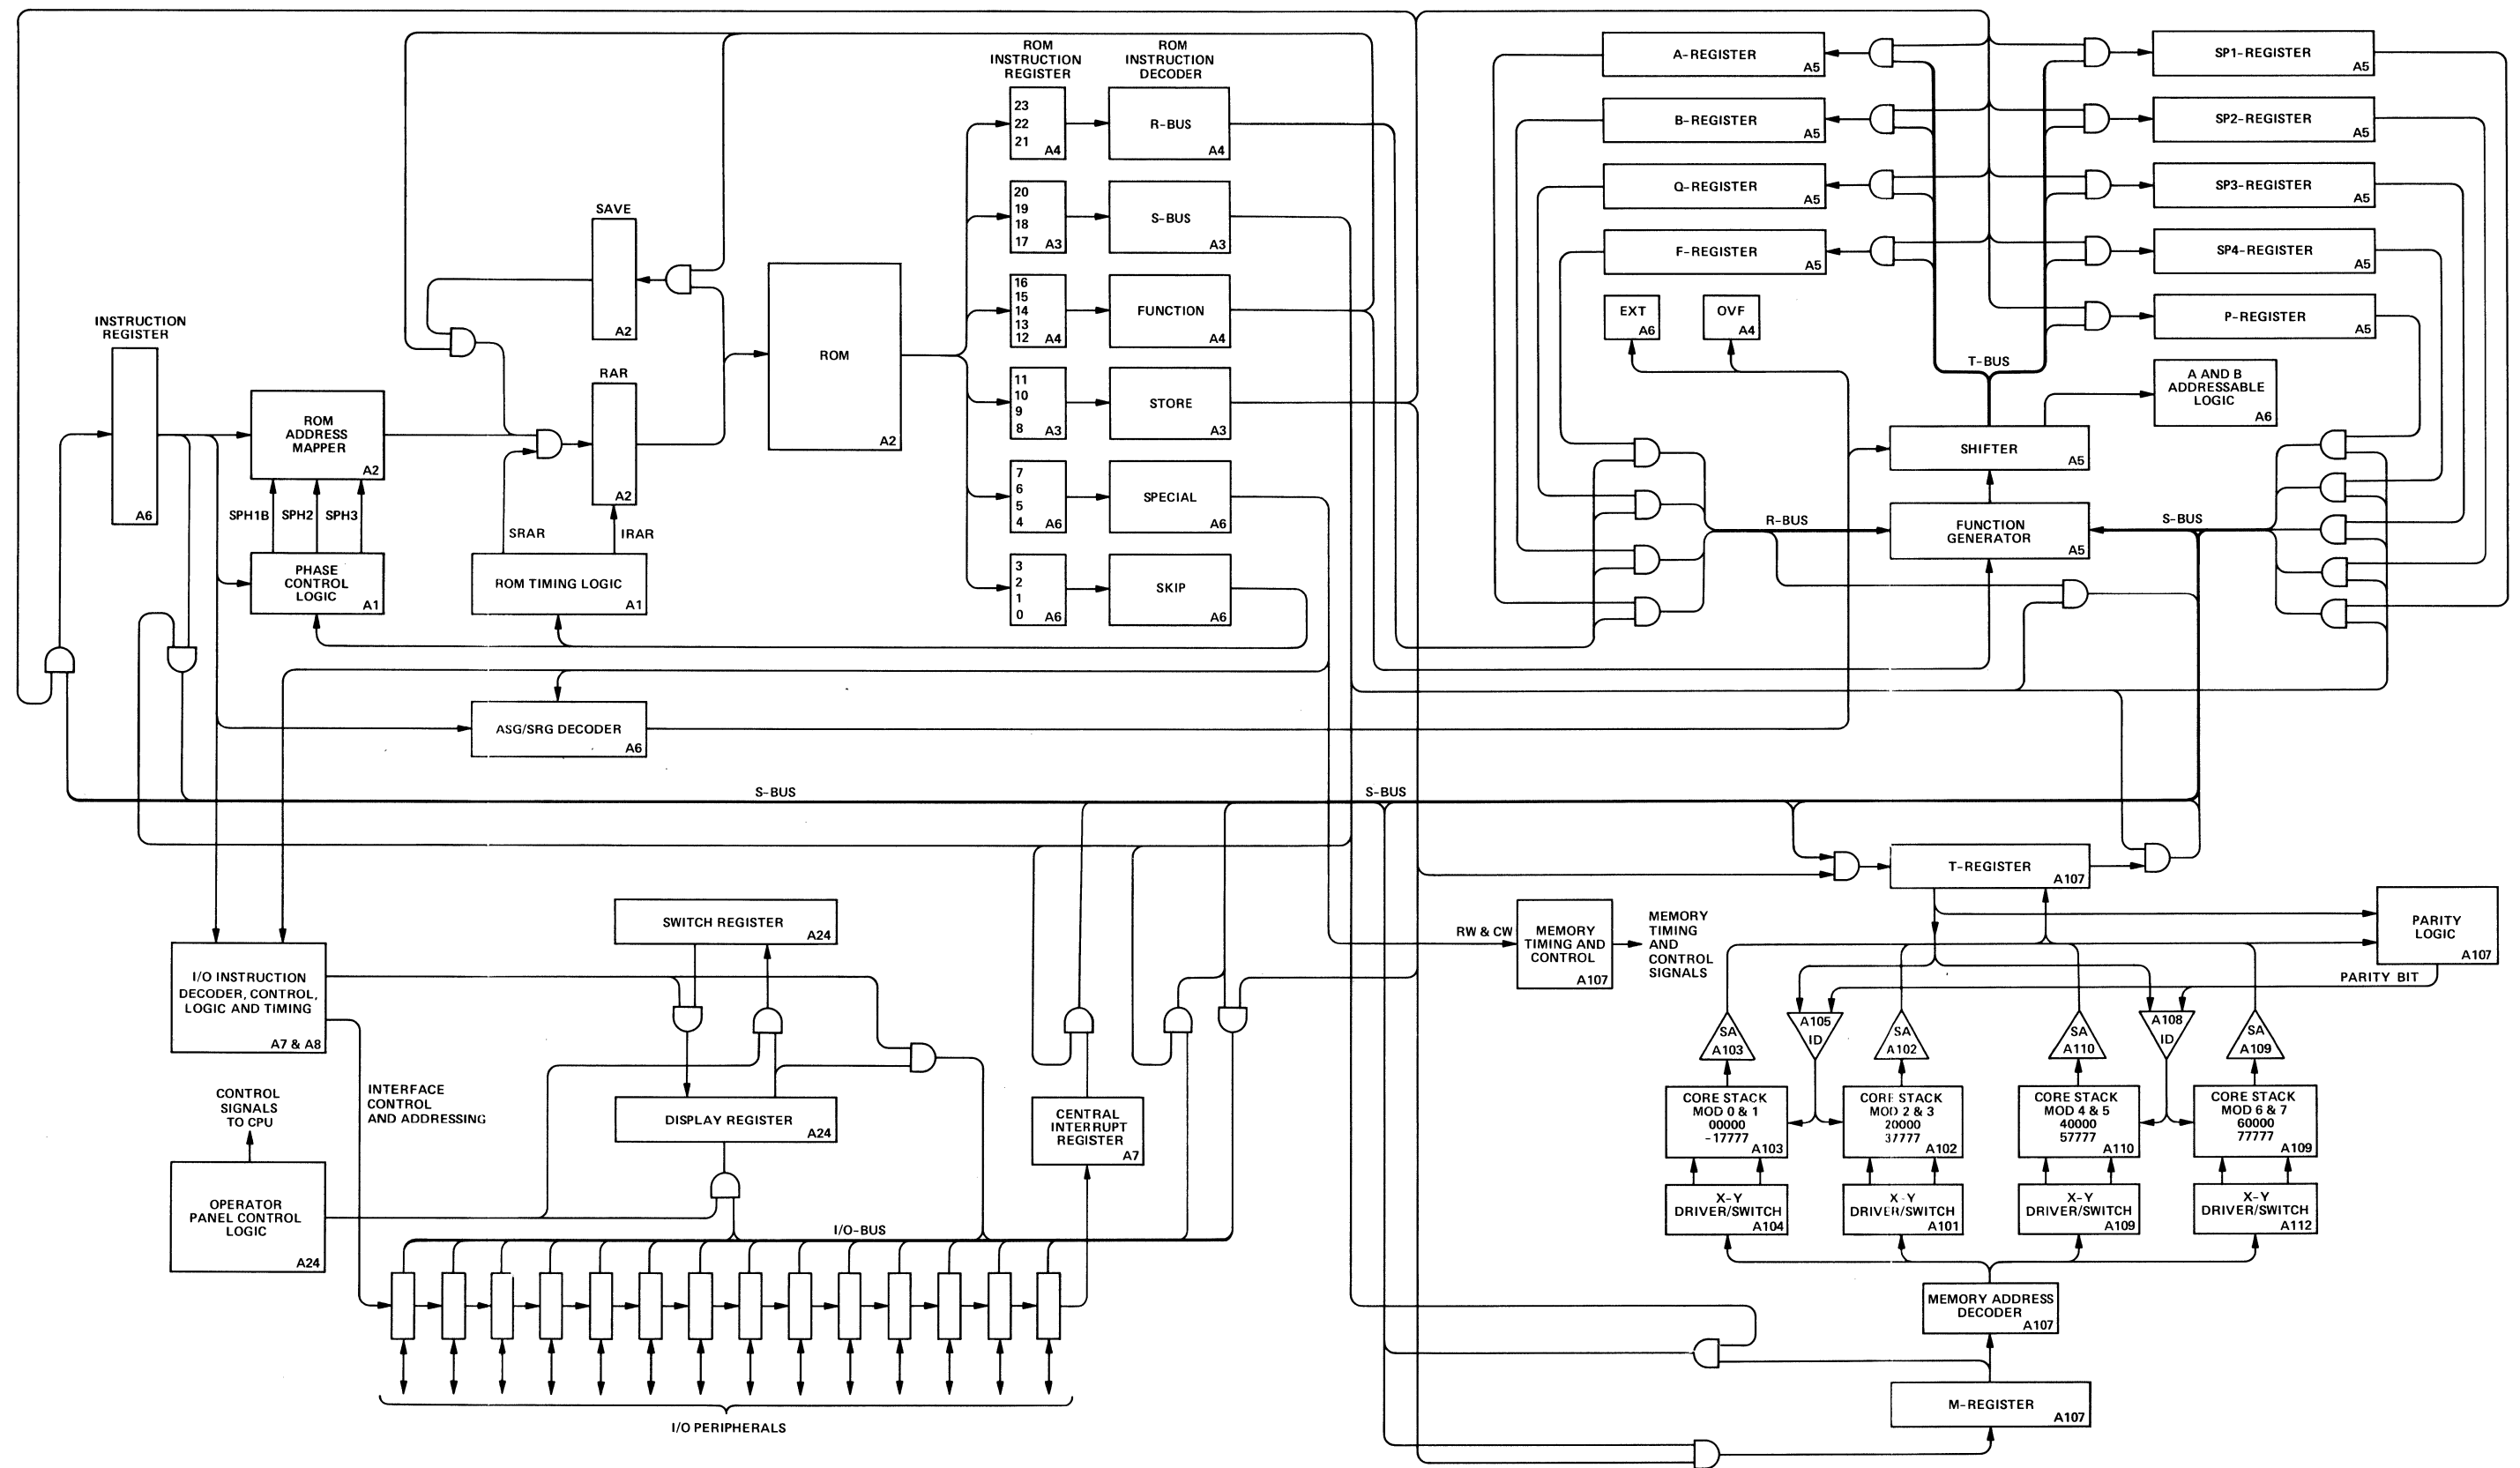 INSTRUCTION
REGISTER
A6
ROM
ADDRESS
MAPPER
A2
SPH1B
SPH2
SPH3
PHASE
CONTROL
LOGIC
A1
SAVE
A2
RAR
A2
SRAR
IRAR
ROM TIMING LOGIC
A1
ASG/SRG DECODER
A6
ROM
A2
ROM
INSTRUCTION
REGISTER
ROM
INSTRUCTION
DECODER
23
22
21
A4
R-BUS
A4
20
19
18
17
A3
S-BUS
A3
16
15
14
13
12
A4
FUNCTION
A4
11
10
9
8
A3
STORE
A3
7
6
5
4
A6
SPECIAL
A6
3
2
1
0
A6
SKIP
A6
A-REGISTER
A5
B-REGISTER
A5
Q-REGISTER
A5
F-REGISTER
A5
EXT
A6
OVF
A4
SP1-REGISTER
A5
SP2-REGISTER
A5
SP3-REGISTER
A5
SP4-REGISTER
A5
P-REGISTER
A5
T-BUS
A AND B
ADDRESSABLE
LOGIC
A6
SHIFTER
A5
R-BUS
FUNCTION
GENERATOR
A5
S-BUS
S-BUS
S-BUS
I/O INSTRUCTION
DECODER, CONTROL,
LOGIC AND TIMING
A7 & A8
CONTROL
SIGNALS
TO CPU
OPERATOR
PANEL CONTROL
LOGIC
A24
INTERFACE
CONTROL
AND ADDRESSING
SWITCH REGISTER
A24
DISPLAY REGISTER
A24
CENTRAL
INTERRUPT
REGISTER
A7
I/O-BUS
I/O PERIPHERALS
RW & CW
MEMORY
TIMING AND
CONTROL
A107
MEMORY
TIMING
AND
CONTROL
SIGNALS
T-REGISTER
A107
PARITY
LOGIC
A107
PARITY BIT
SA
A103
A105
ID
SA
A102
SA
A110
A108
ID
SA
A109
CORE STACK
MOD 0 & 1
00000
-17777
A103
CORE STACK
MOD 2 & 3
20000
37777
A102
CORE STACK
MOD 4 & 5
40000
57777
A110
CORE STACK
MOD 6 & 7
60000
77777
A109
X-Y
DRIVER/SWITCH
A104
X-Y
DRIVER/SWITCH
A101
X-Y
DRIVER/SWITCH
A109
X-Y
DRIVER/SWITCH
A112
MEMORY ADDRESS
DECODER
A107
M-REGISTER
A107